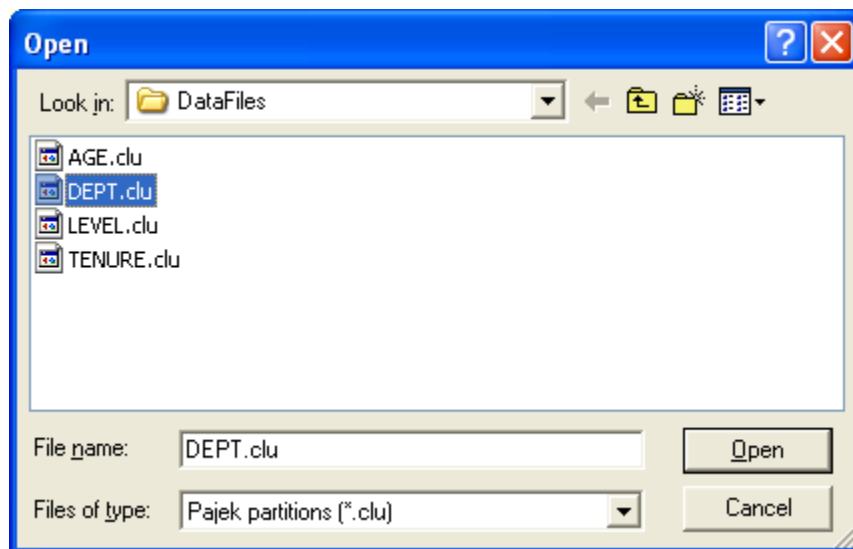 Open
Look in: DataFiles
AGE.clu
DEPT.clu
LEVEL.clu
TENURE.clu
File name: DEPT.clu Open
Files of type: Pajek partitions (*.clu) Cancel